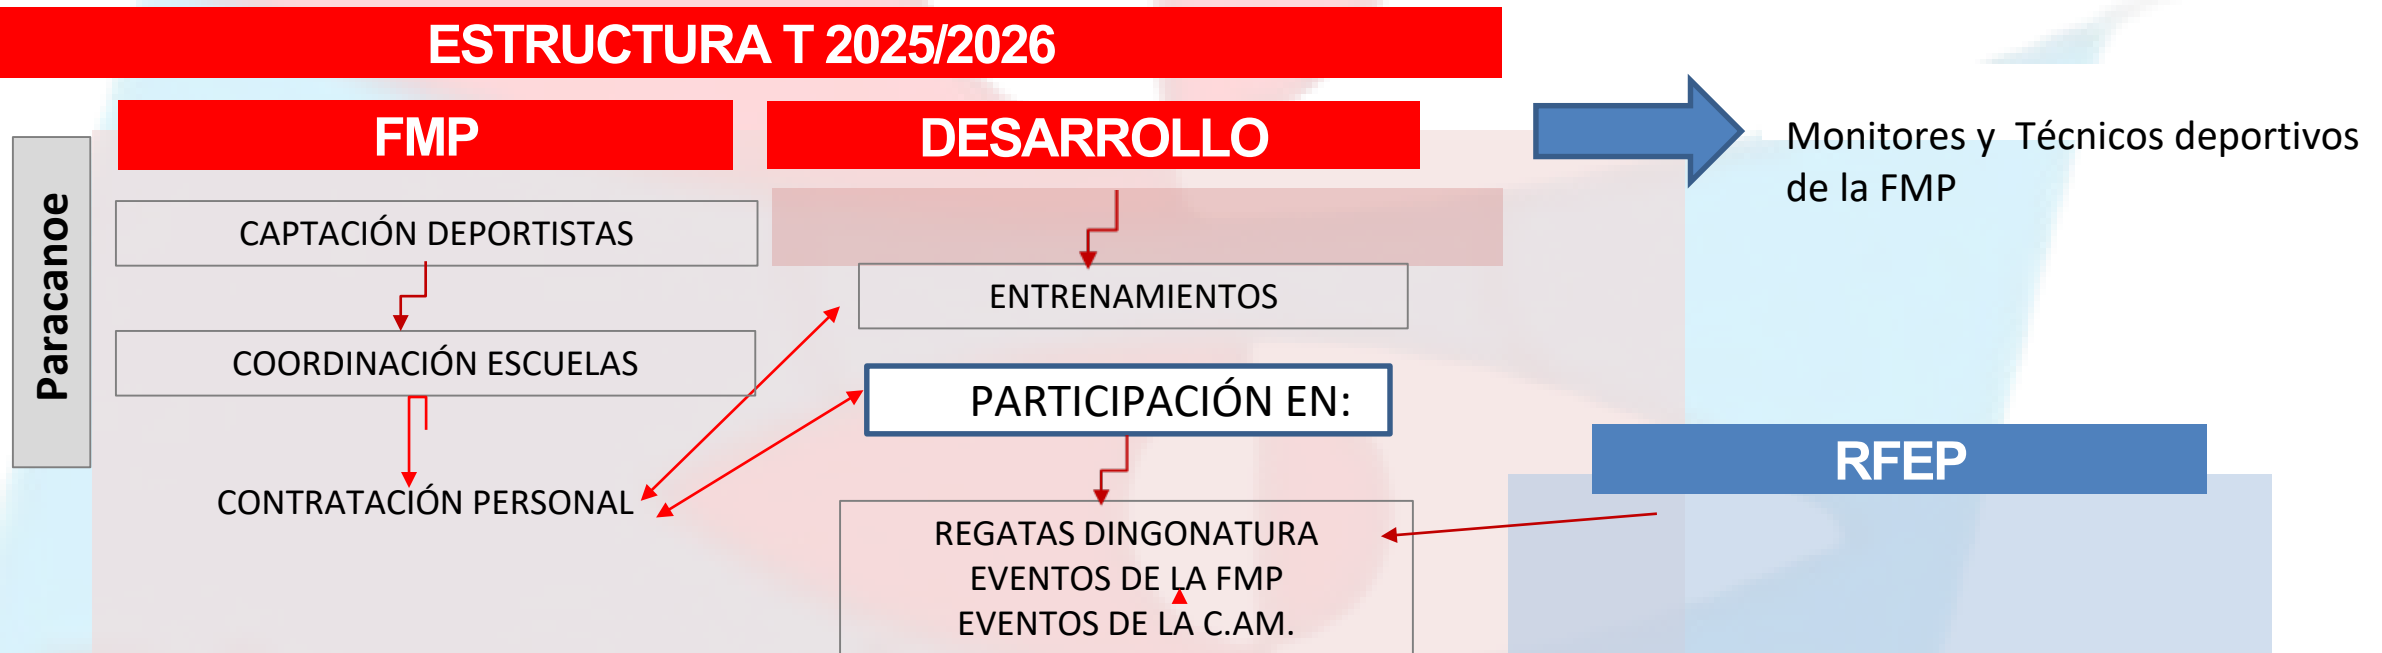 ESTRUCTURA T 2025/2026
FMP
DESARROLLO
Monitores y Técnicos deportivos
de la FMP
Paracanoe
CAPTACIÓN DEPORTISTAS
COORDINACIÓN ESCUELAS
CONTRATACIÓN PERSONAL
ENTRENAMIENTOS
PARTICIPACIÓN EN:
REGATAS DINGONATURA
EVENTOS DE LA FMP
EVENTOS DE LA C.AM.
RFEP